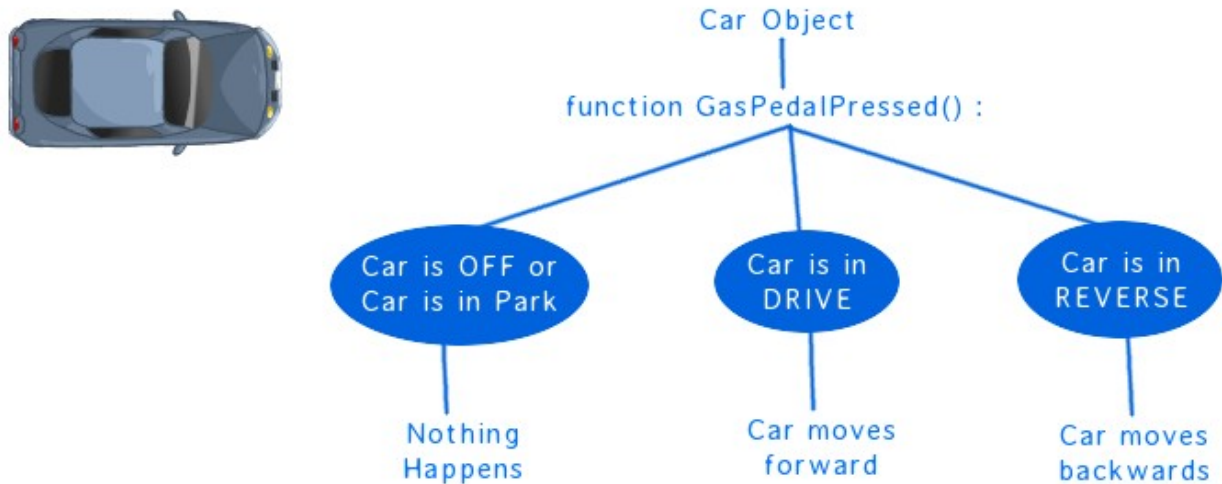 Car Object
function GasPedalPressed() :
Car is OFF or
Car is in Park
Car is in
DRIVE
Car is in
REVERSE
Nothing
Happens
Car moves
forward
Car moves
backwards